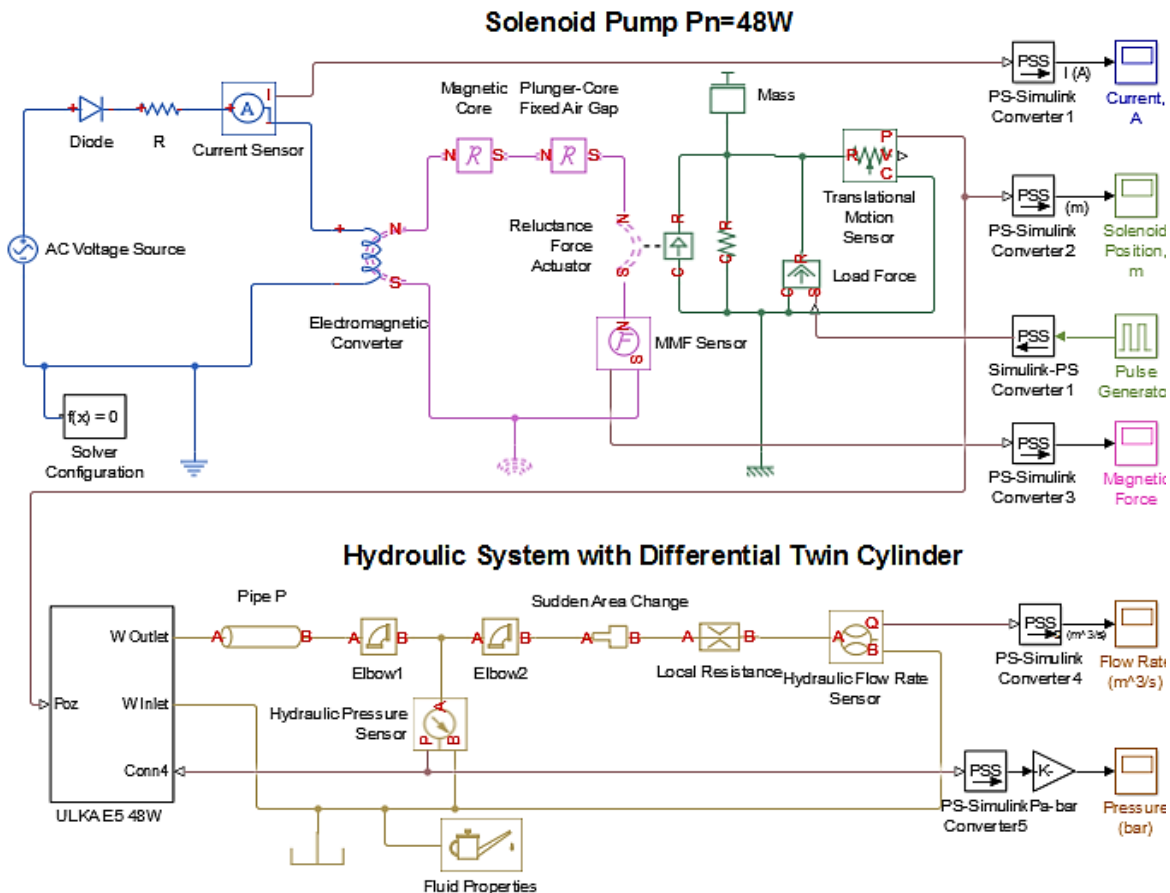 Solenoid Pump Pn=48W
Diode
R
A
I
Current Sensor
AC Voltage Source
f(x) = 0
Solver
Configuration
Electromagnetic
Converter
N
S
Magnetic
Core
N
R
S
Plunger-Core
Fixed Air Gap
N
R
S
Reluctance
Force
Actuator
N
S
R
C
R
C
Mass
N
F
S
MMF Sensor
R
C
S
Load Force
R
P
V
C
Translational
Motion
Sensor
PSS
I (A)
PS-Simulink
Converter1
Current,
A
PSS
(m)
PS-Simulink
Converter2
Solenoid
Position,
m
PSS
Simulink-PS
Converter1
Pulse
Generato
PSS
PS-Simulink
Converter3
Magnetic
Force
Hydroulic System with Differential Twin Cylinder
W Outlet
W Inlet
Poz
Conn4
ULKA E5 48W
Pipe P
A
B
A
B
Elbow1
A
B
Elbow2
Sudden Area Change
A
B
A
B
Local Resistance
A
Q
B
Hydraulic Flow Rate
Sensor
Hydraulic Pressure
Sensor
A
P
B
Fluid Properties
PSS
(m^3/s)
PS-Simulink
Converter4
Flow Rate
(m^3/s)
PSS
PS-Simulink
Converter5
-K-
Pa-bar
Pressure
(bar)